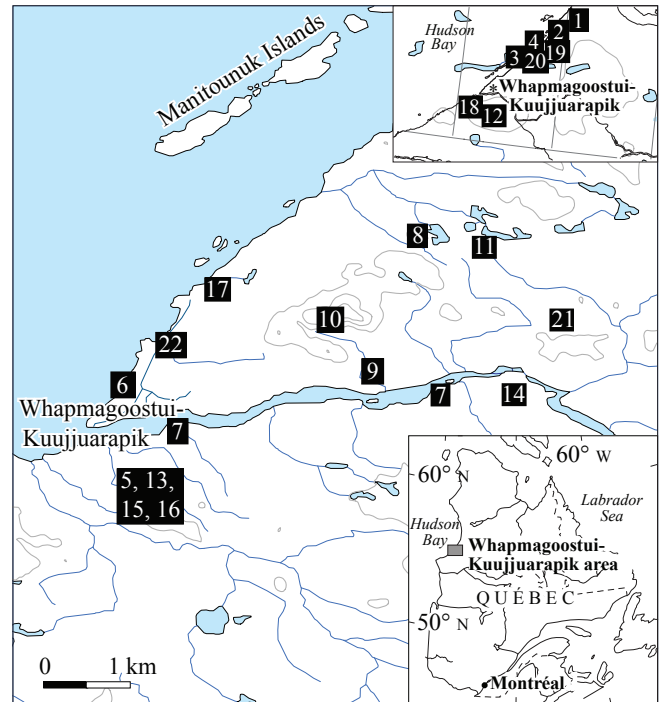 Manitounuk Islands
Hudson
Bay
1
2
4
3
19
20
*
Whapmagoostui-
Kuujjuarapik
18
12
8
11
17
10
21
22
9
6
7
14
Whapmagoostui-
Kuujjuarapik
7
5, 13,
15, 16
60° N
60° W
Hudson
Bay
Labrador
Sea
Whapmagoostui-
Kuujjuarapik area
QUÉBEC
50° N
Montréal
0 1 km